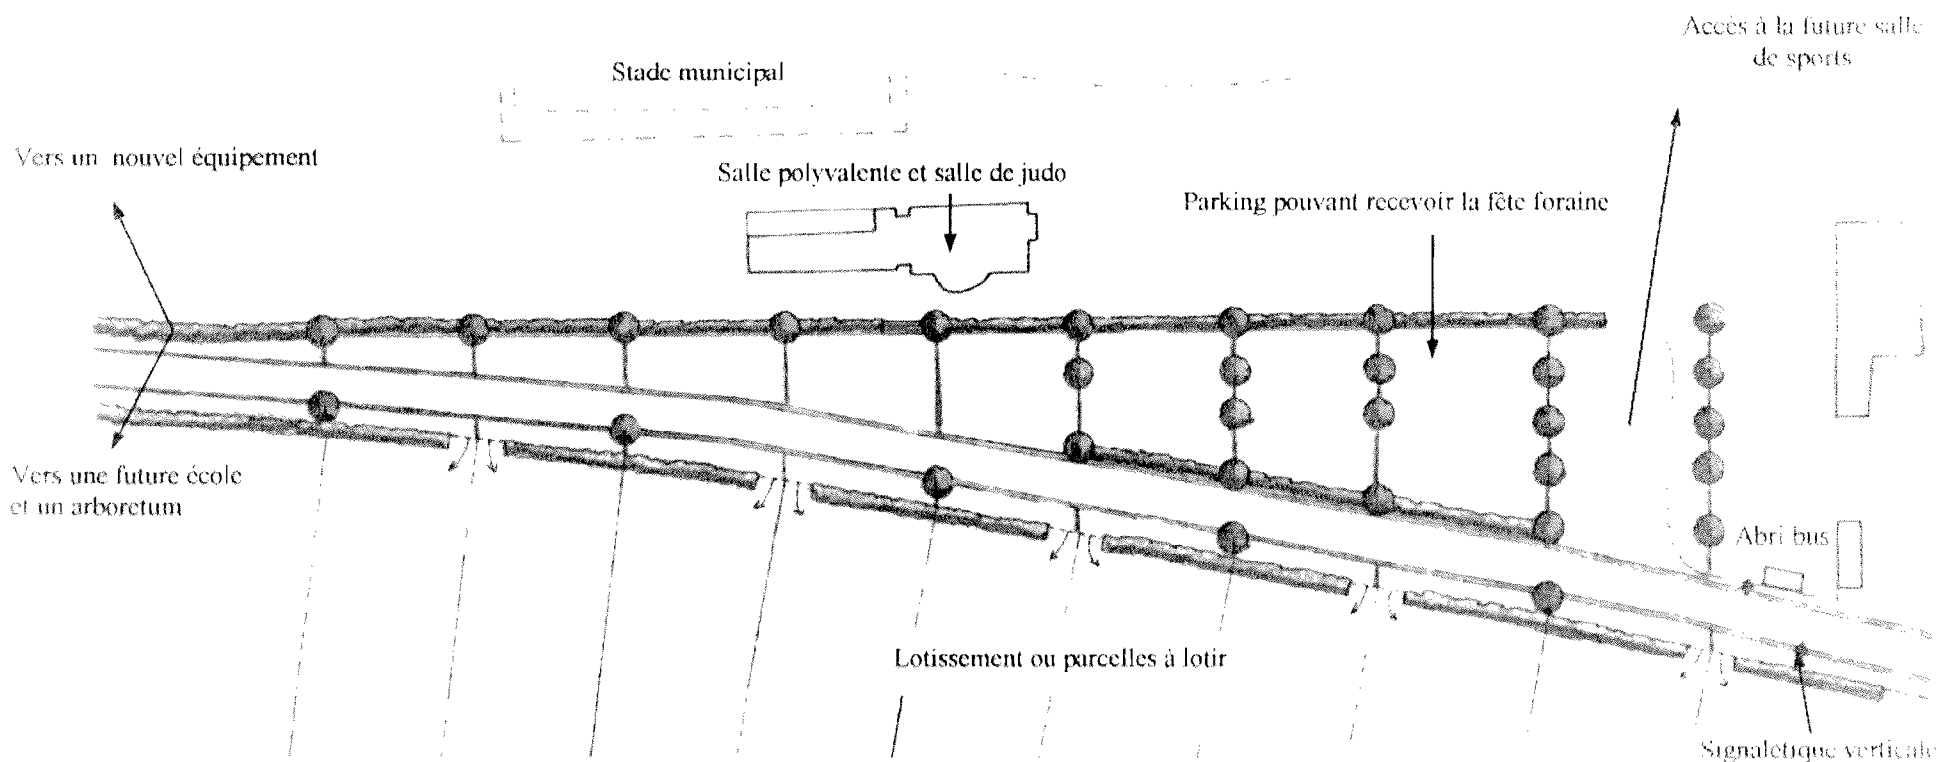 Accès à la future salle
de sports
Stade municipal
Vers un nouvel équipement
Salle polyvalente et salle de judo
Parking pouvant recevoir la fête foraine
Vers une future école
et un arboretum
Abri bus
Lotissement ou parcelles à lotir
Signalétique verticale